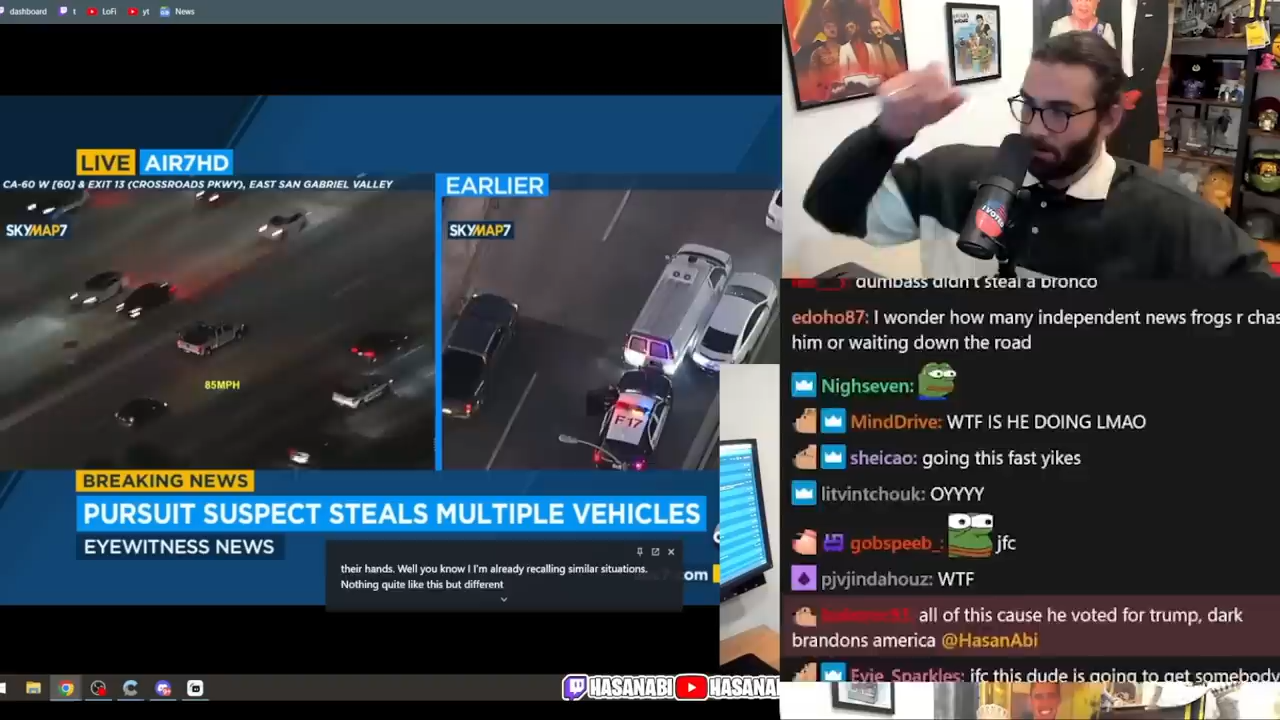 dashboard
t
LoFi
yt
News
LIVE
AIR7HD
CA-60 W [60] & EXIT 13 (CROSSROADS PKWY), EAST SAN GABRIEL VALLEY
SKYMAP7
85MPH
EARLIER
SKYMAP7
F17
BREAKING NEWS
PURSUIT SUSPECT STEALS MULTIPLE VEHICLES
EYEWITNESS NEWS
their hands. Well you know I I'm already recalling similar situations.
Nothing quite like this but different
.com
HASANABI
HASANA
dumbass didn't steal a bronco
edoho87: I wonder how many independent news frogs r chas
him or waiting down the road
Nighseven:
MindDrive: WTF IS HE DOING LMAO
sheicao: going this fast yikes
litvintchouk: OYYYY
gobspeeb_: jfc
pjvjindahouz: WTF
all of this cause he voted for trump, dark
brandons america @HasanAbi
Evie_Sparkles: jfc this dude is going to get somebody